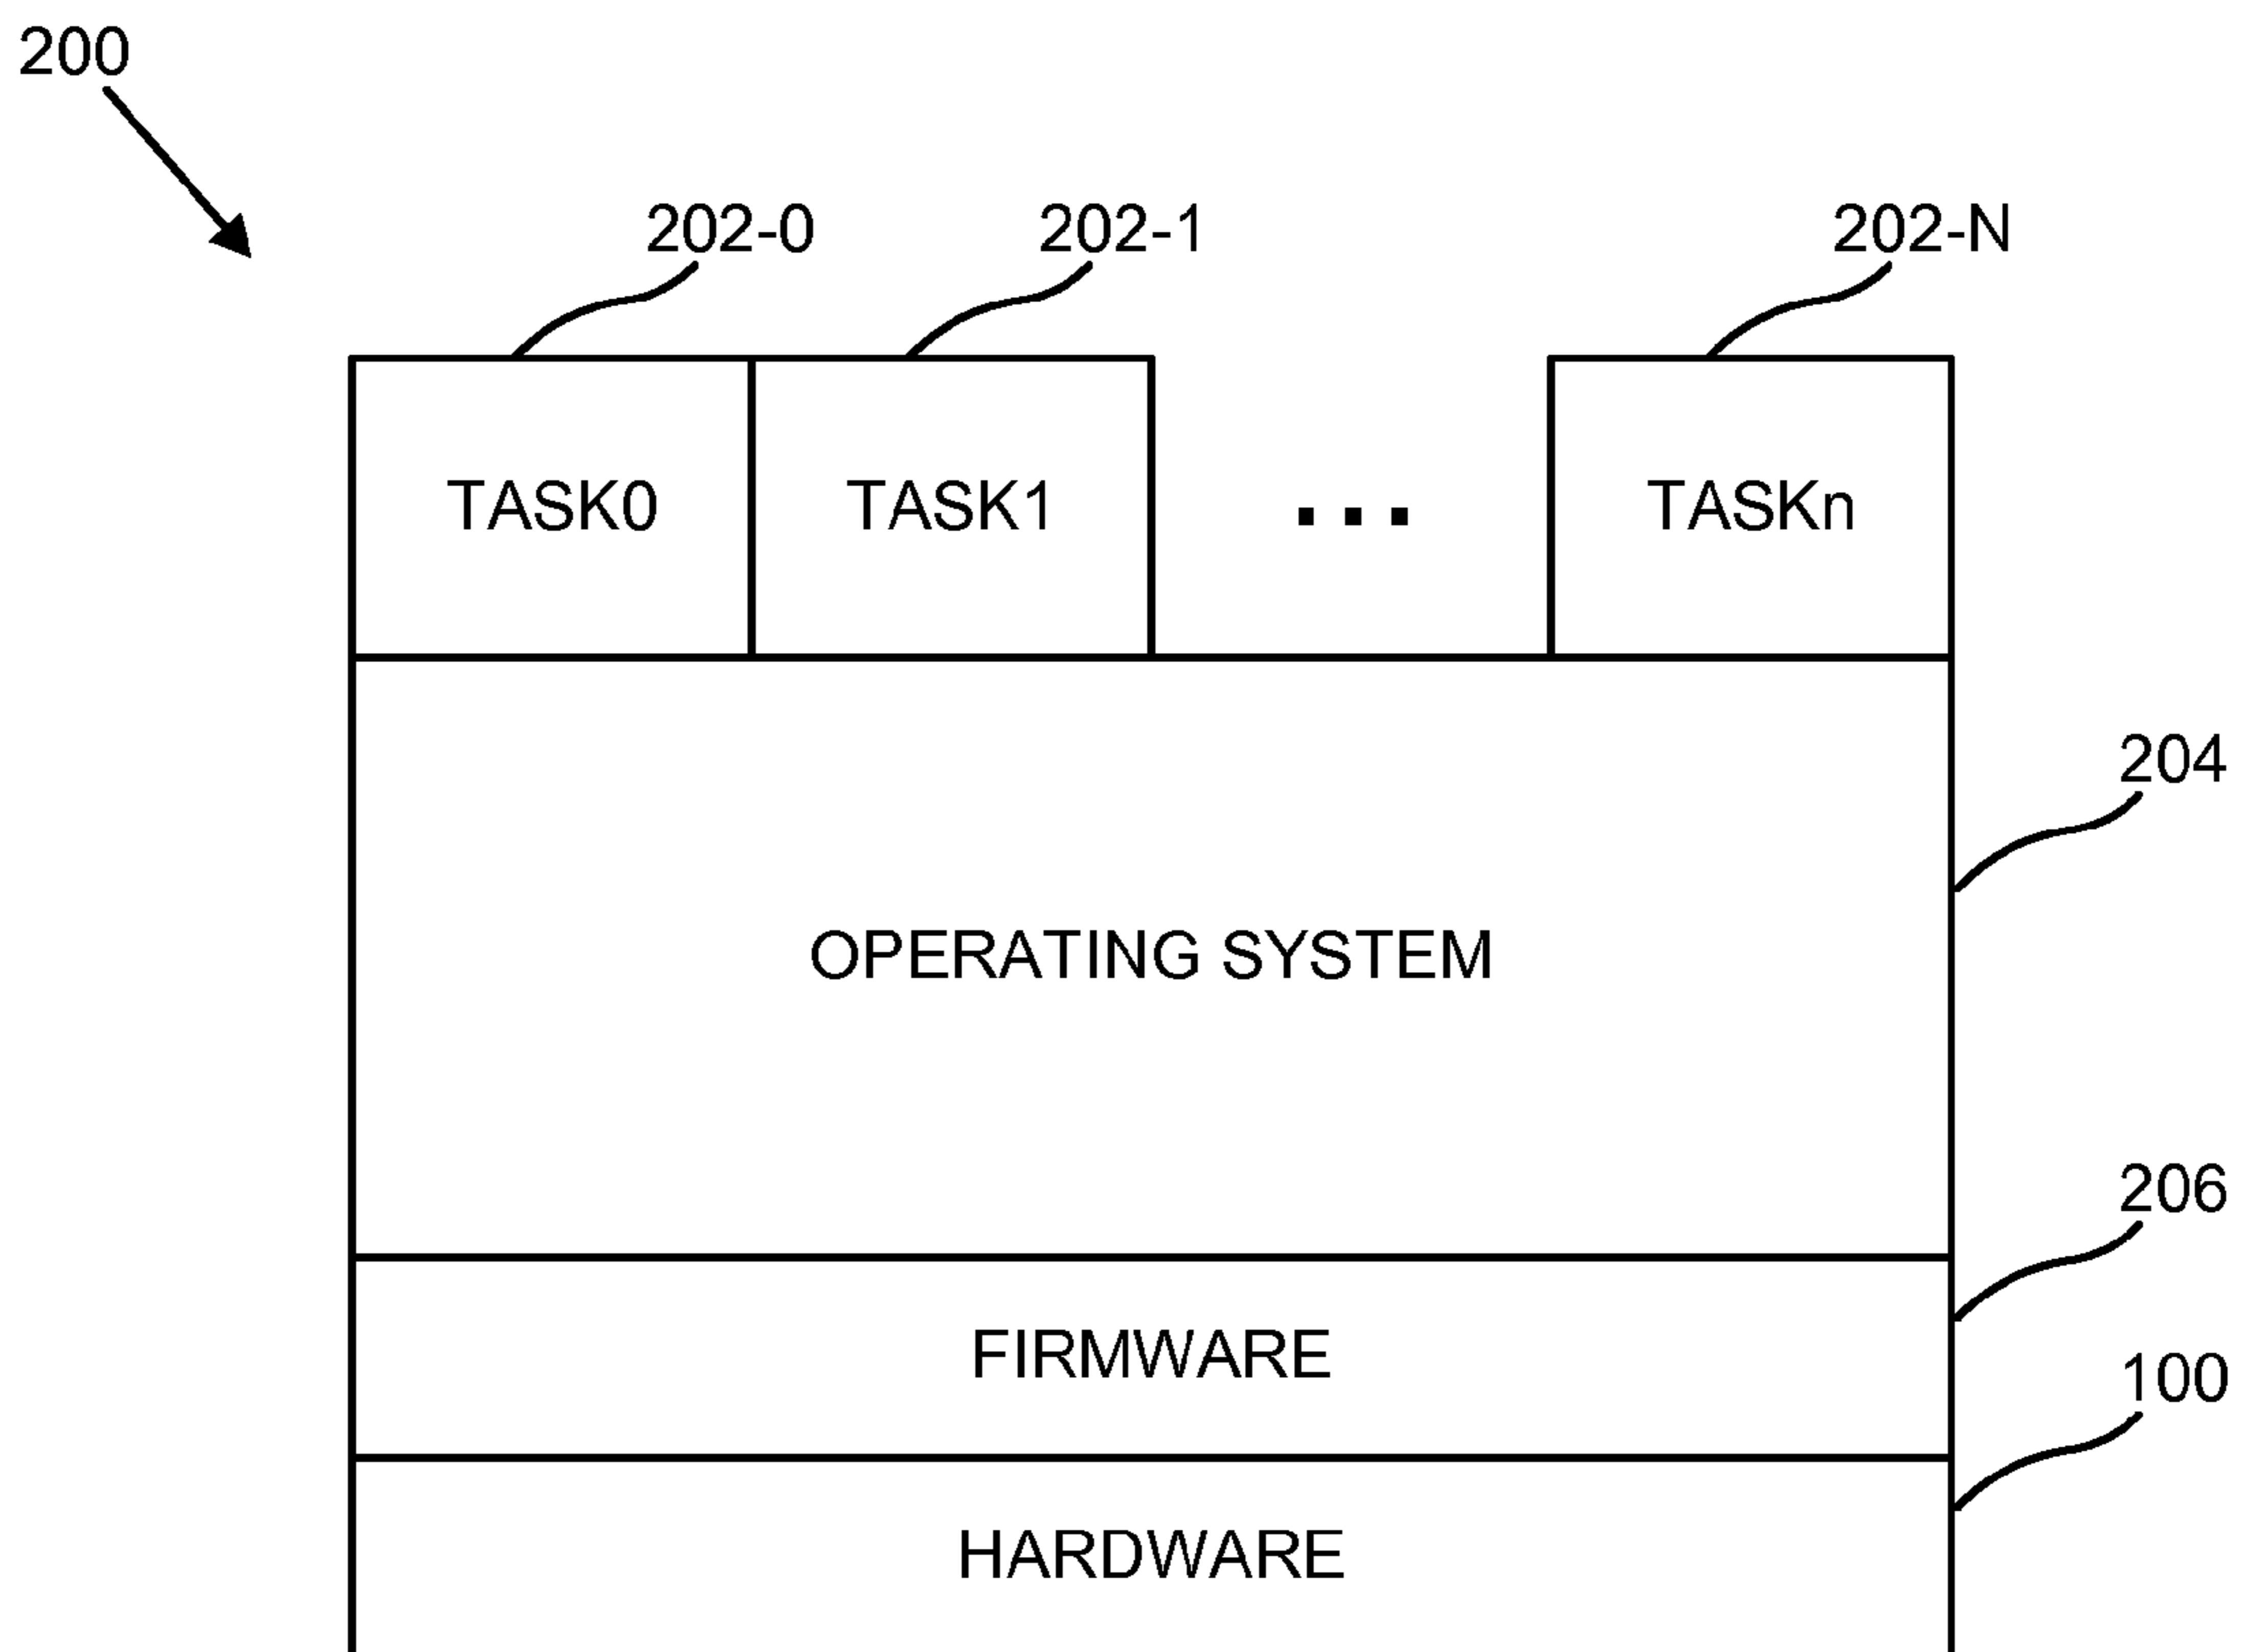 200
202-0 202-1 202-N
TASK0 TASK1 ... TASKn
204
OPERATING SYSTEM
206
FIRMWARE
100
HARDWARE